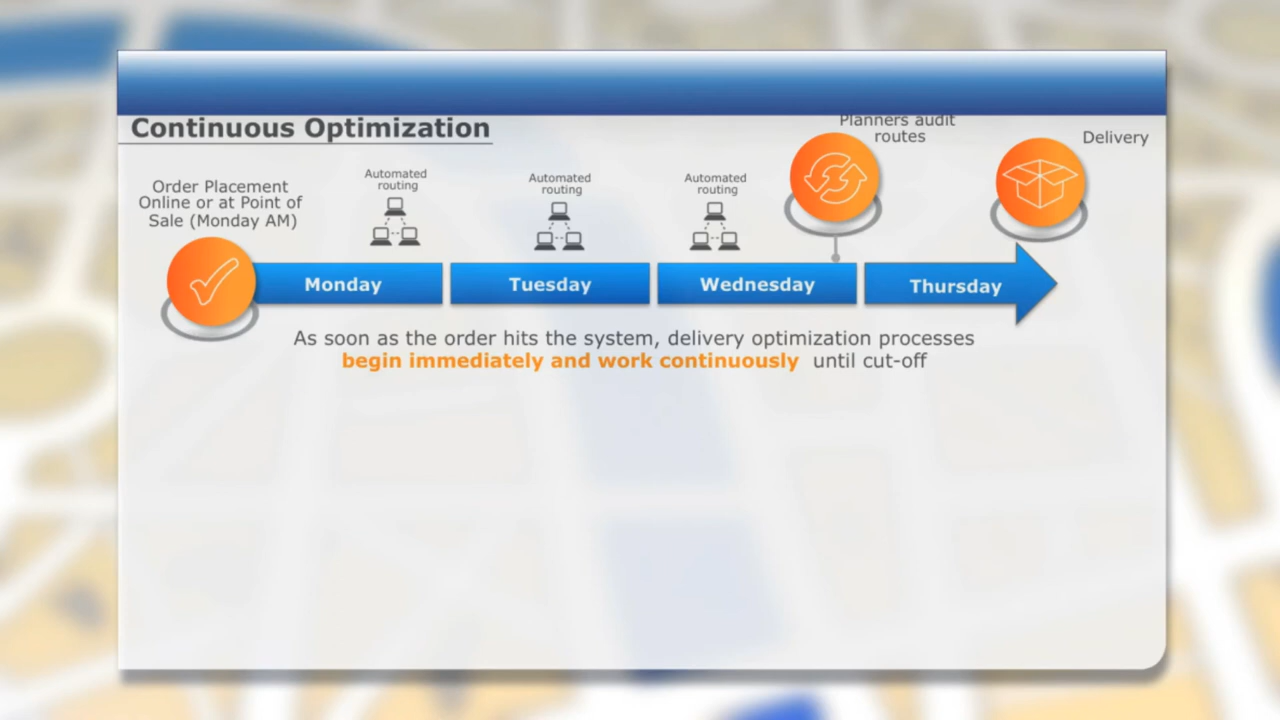 Continuous Optimization
Planners audit
routes
Delivery
Order Placement
Online or at Point of
Sale (Monday AM)
Automated
routing
Automated
routing
Automated
routing
Monday
Tuesday
Wednesday
Thursday
As soon as the order hits the system, delivery optimization processes
begin immediately and work continuously until cut-off